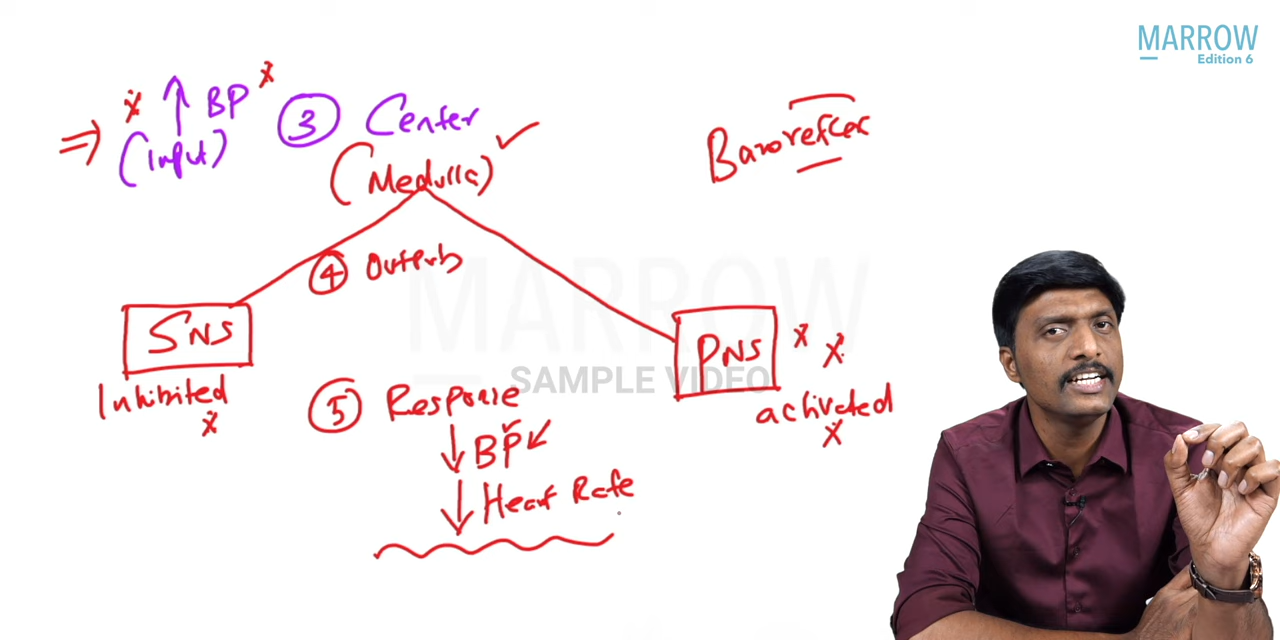 MARROW
Edition 6
⇒ ↑ BP
(Input)
③ Center
(Medulla)
Baroreflex
④ Outputs
SNS
Inhibited
PNS
activated
⑤ Response
↓ BP
↓ Heart Rate
MARROW
SAMPLE VIDEO